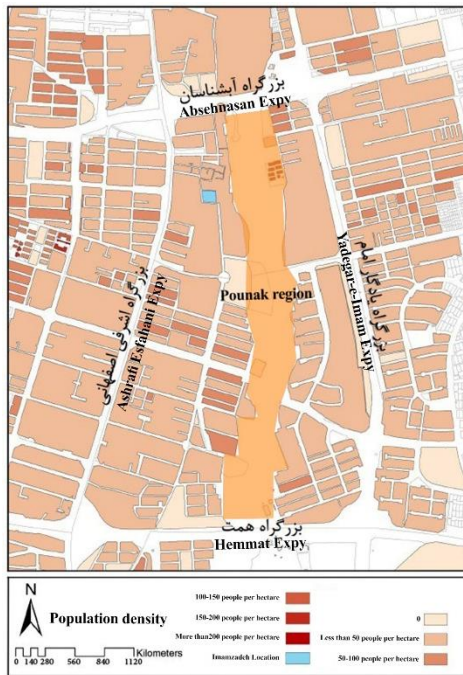 بزرگراه آبشناسان
Absehnasan Expy
بزرگراه یادگار امام
Yadegar-e-Imam Expy
Pounak region
بزرگراه اشرفی اصفهانی
Ashrafi Esfahani Expy
بزرگراه همت
Hemmat Expy
N
Population density
Kilometers
0 140 280 560 840 1120
100-150 people per hectare
150-200 people per hectare
More than200 people per hectare
Imamzadeh Location
0
Less than 50 people per hectare
50-100 people per hectare